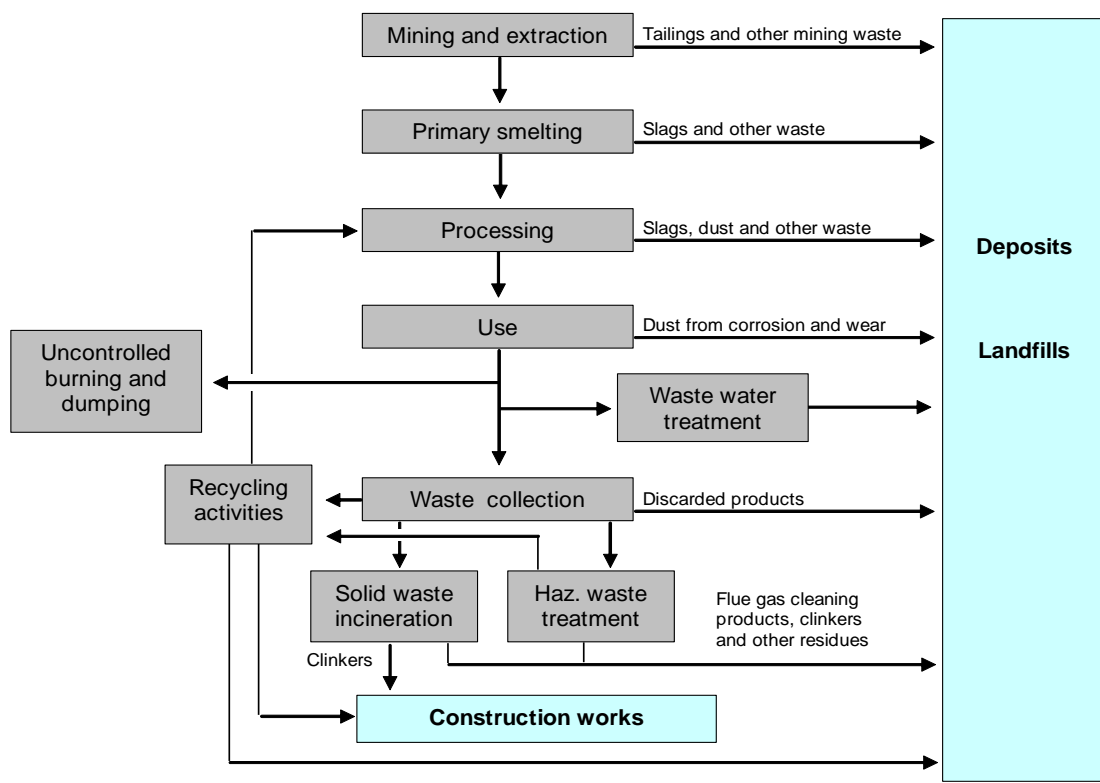 Mining and extraction
Tailings and other mining waste
Primary smelting
Slags and other waste
Processing
Slags, dust and other waste
Deposits
Use
Dust from corrosion and wear
Landfills
Uncontrolled
burning and
dumping
Waste water
treatment
Recycling
activities
Waste collection
Discarded products
Solid waste
incineration
Haz. waste
treatment
Flue gas cleaning
products, clinkers
and other residues
Clinkers
Construction works